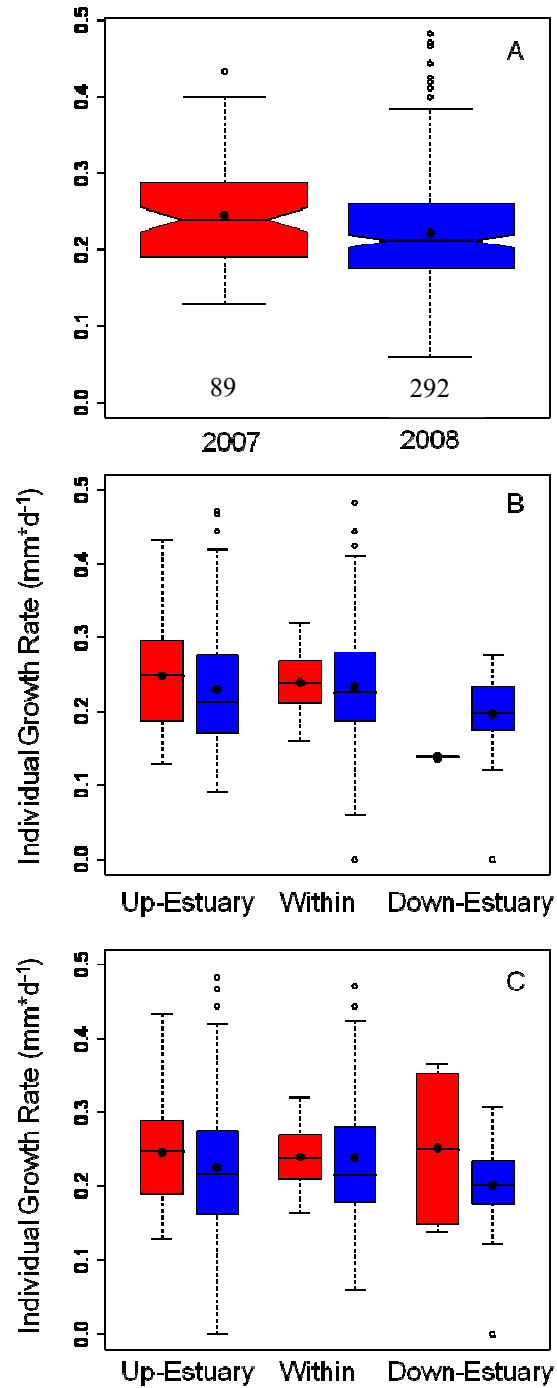 A
0.5
0.4
0.3
0.2
0.1
0.0
89
292
2007
2008
B
Individual Growth Rate (mm*d-1)
0.5
0.4
0.3
0.2
0.1
0.0
Up-Estuary
Within
Down-Estuary
C
Individual Growth Rate (mm*d-1)
0.5
0.4
0.3
0.2
0.1
0.0
Up-Estuary
Within
Down-Estuary